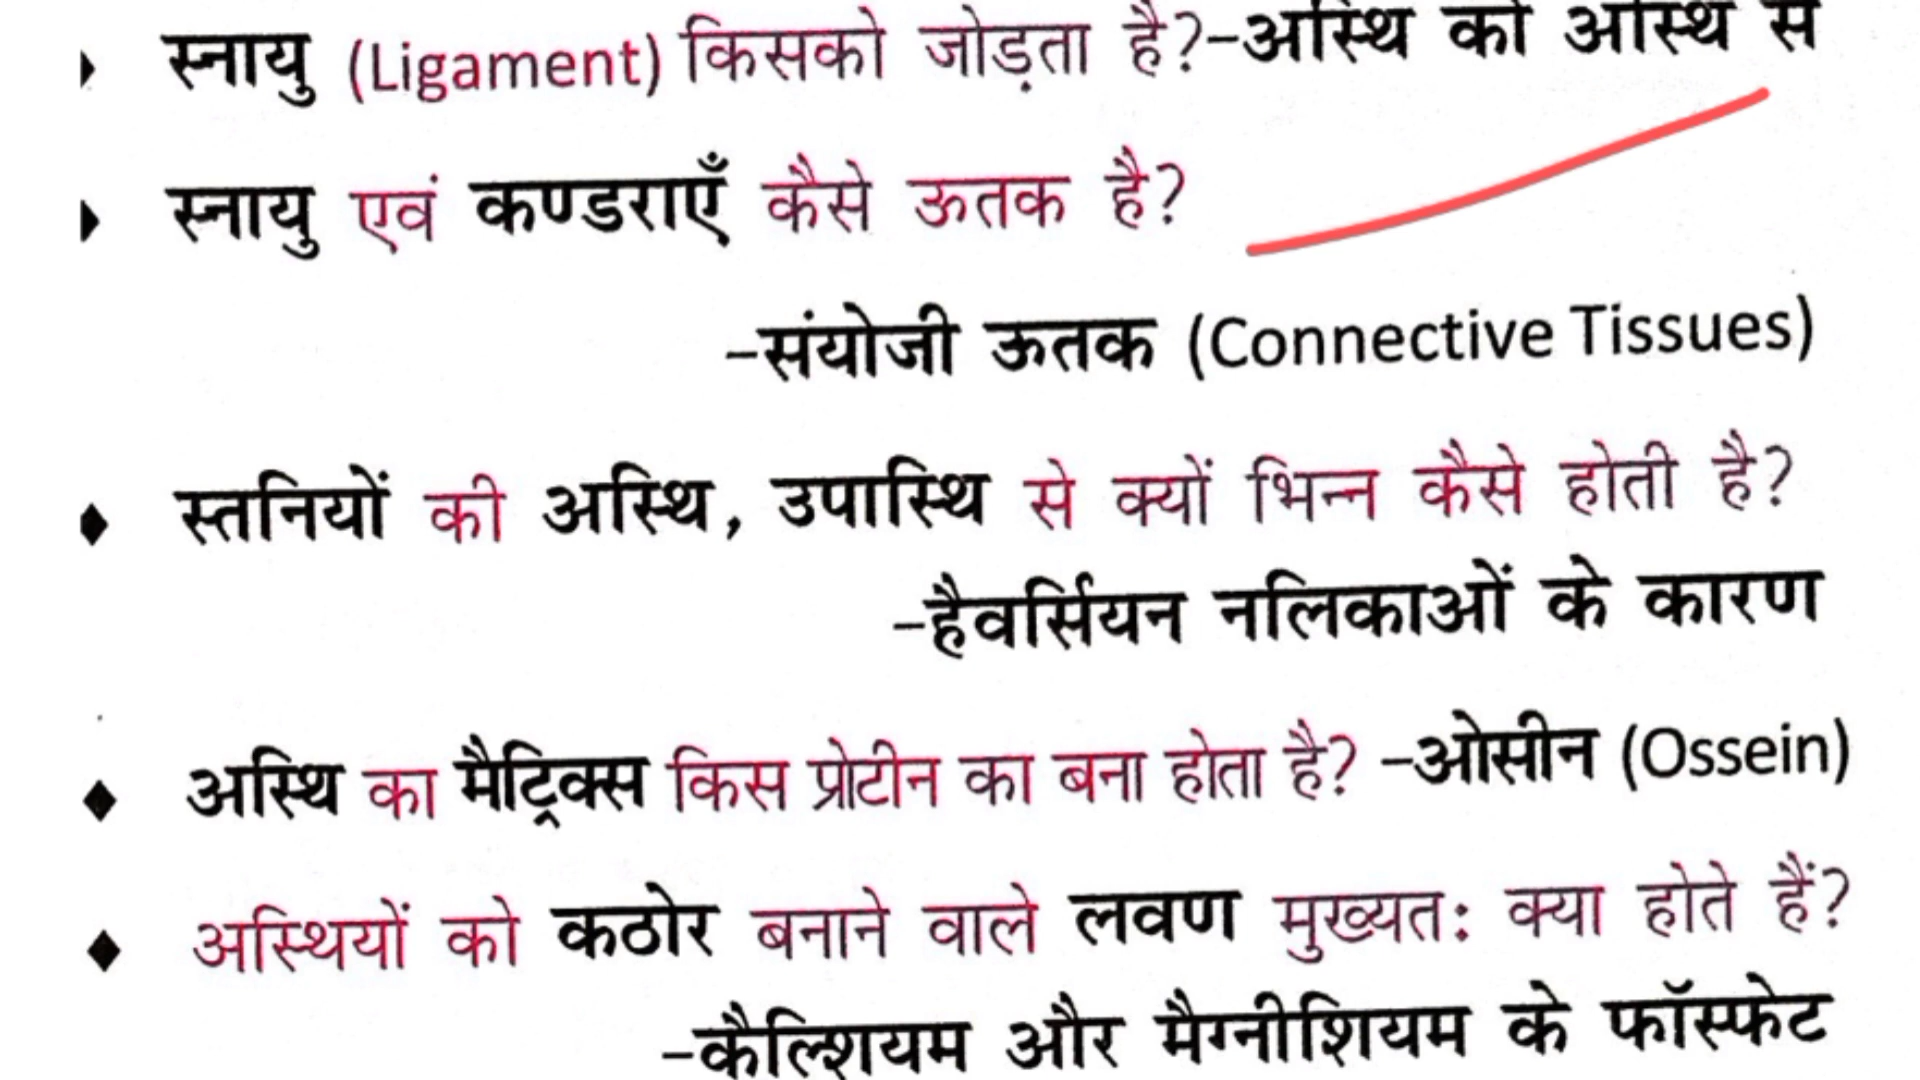 स्नायु (Ligament) किसको जोड़ता है?-अस्थि को अस्थि से
स्नायु एवं कण्डराएँ कैसे ऊतक है?
-संयोजी ऊतक (Connective Tissues)
स्तनियों की अस्थि, उपास्थि से क्यों भिन्न कैसे होती है?
-हैवर्सियन नलिकाओं के कारण
अस्थि का मैट्रिक्स किस प्रोटीन का बना होता है? -ओसीन (Ossein)
अस्थियों को कठोर बनाने वाले लवण मुख्यतः क्या होते हैं?
-कैल्शियम और मैग्नीशियम के फॉस्फेट